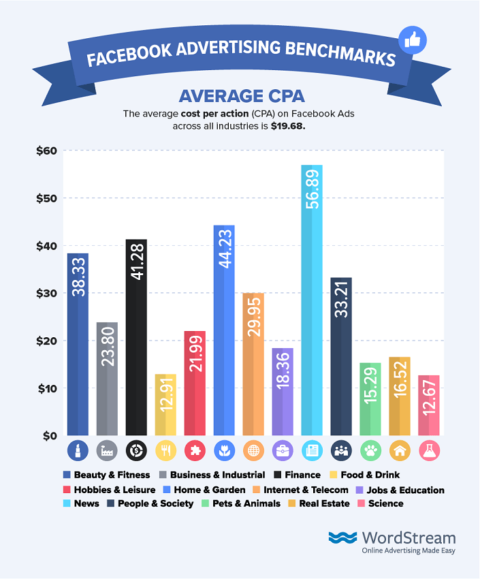 FACEBOOK ADVERTISING BENCHMARKS
AVERAGE CPA
The average cost per action (CPA) on Facebook Ads
across all industries is $19.68.
$60
$50
$40
$30
$20
$10
$0
38.33
23.80
41.28
12.91
21.99
44.23
29.95
18.36
56.89
33.21
15.29
16.52
12.67
Beauty & Fitness Business & Industrial Finance Food & Drink
Hobbies & Leisure Home & Garden Internet & Telecom Jobs & Education
News People & Society Pets & Animals Real Estate Science
WordStream
Online Advertising Made Easy